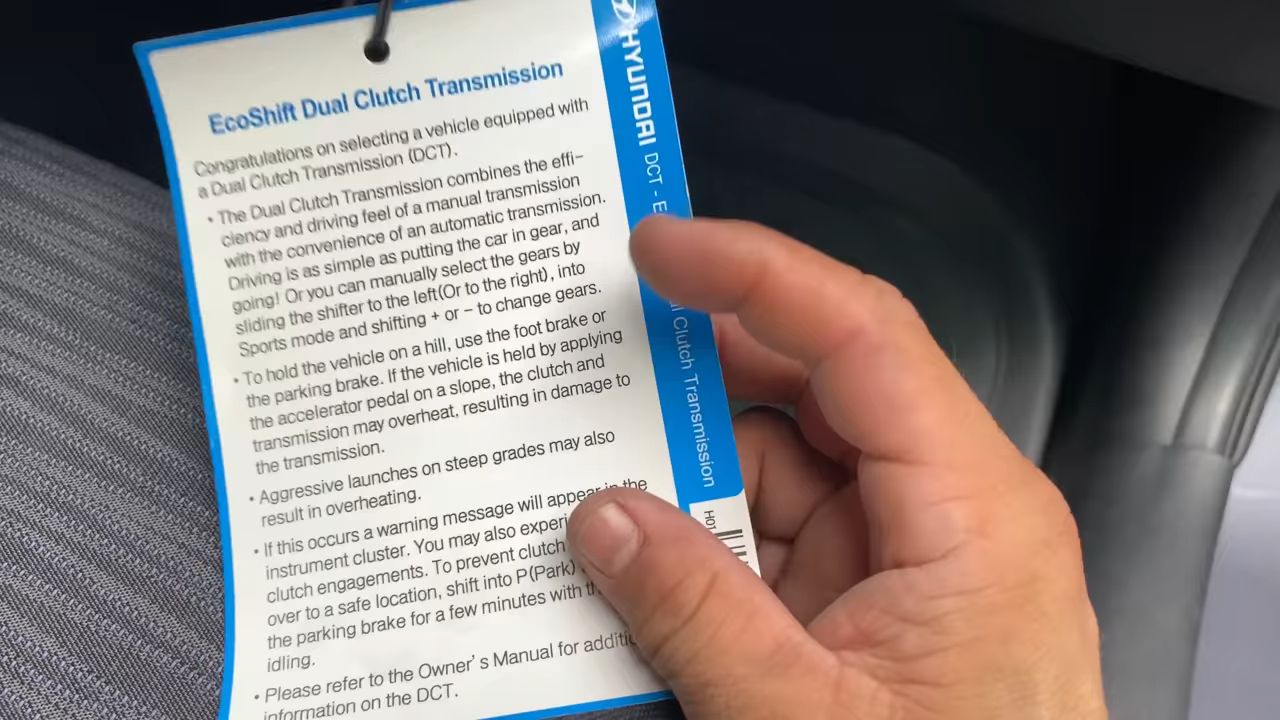 EcoShift Dual Clutch Transmission
Congratulations on selecting a vehicle equipped with
a Dual Clutch Transmission (DCT).
• The Dual Clutch Transmission combines the effi-
ciency and driving feel of a manual transmission
with the convenience of an automatic transmission.
Driving is as simple as putting the car in gear, and
going! Or you can manually select the gears by
sliding the shifter to the left(Or to the right), into
Sports mode and shifting + or - to change gears.
• To hold the vehicle on a hill, use the foot brake or
the parking brake. If the vehicle is held by applying
the accelerator pedal on a slope, the clutch and
transmission may overheat, resulting in damage to
the transmission.
• Aggressive launches on steep grades may also
result in overheating.
• If this occurs a warning message will appear in the
instrument cluster. You may also
clutch engagements. To prevent clutch
over to a safe location, shift into P(Park)
the parking brake for a few minutes with
idling.
• Please refer to the Owner's Manual for
information on the DCT.
HYUNDAI DCT -
Clutch Transmission